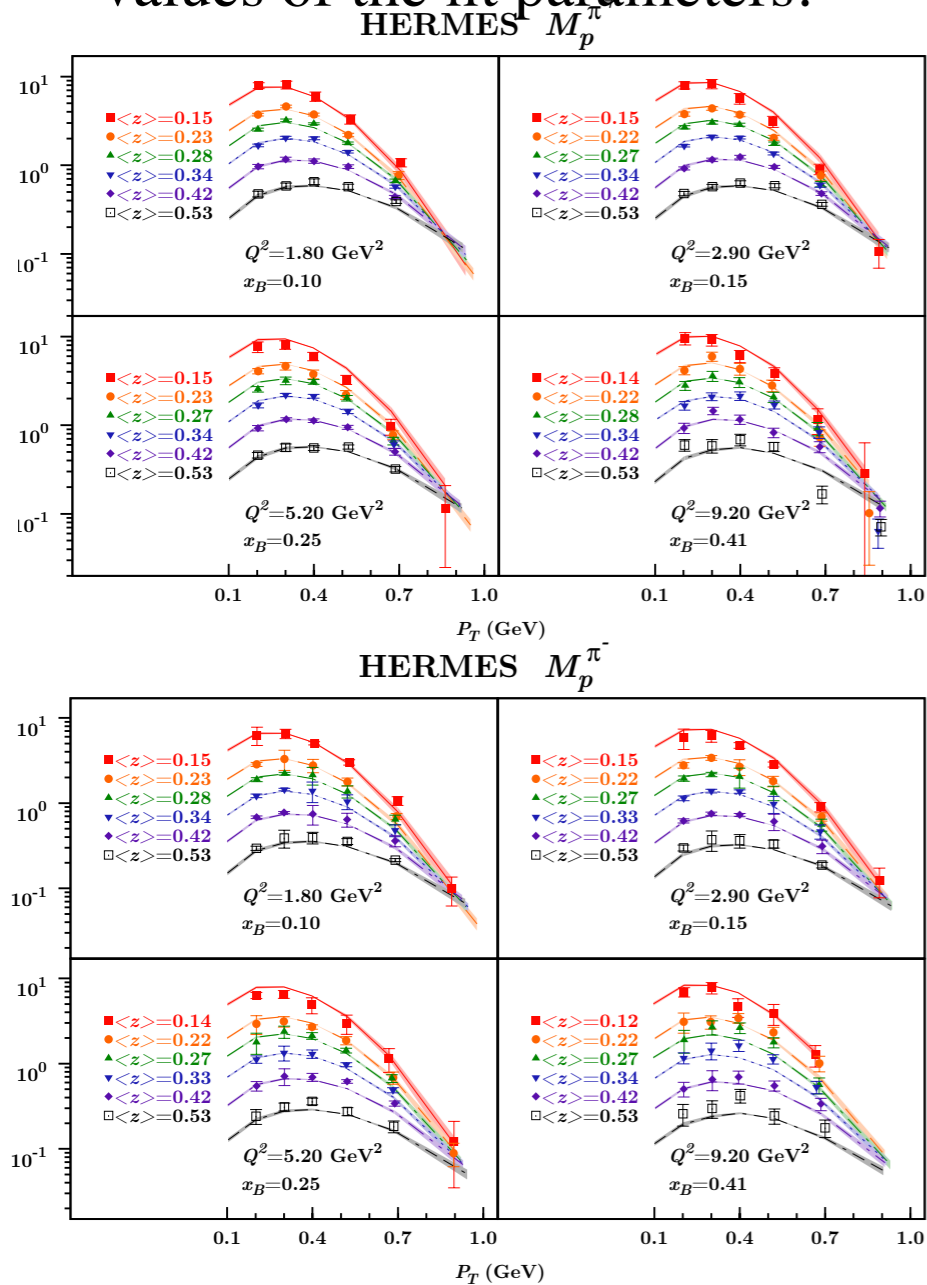 values of the fit parameters.
HERMES M_p^π+
10^1
10^0
10^-1
<z>=0.15
<z>=0.23
<z>=0.28
<z>=0.34
<z>=0.42
<z>=0.53
Q^2=1.80 GeV^2
x_B=0.10
<z>=0.15
<z>=0.22
<z>=0.27
<z>=0.34
<z>=0.42
<z>=0.53
Q^2=2.90 GeV^2
x_B=0.15
10^1
10^0
10^-1
<z>=0.15
<z>=0.23
<z>=0.27
<z>=0.34
<z>=0.42
<z>=0.53
Q^2=5.20 GeV^2
x_B=0.25
<z>=0.14
<z>=0.22
<z>=0.28
<z>=0.34
<z>=0.42
<z>=0.53
Q^2=9.20 GeV^2
x_B=0.41
0.1 0.4 0.7 1.0 0.1 0.4 0.7 1.0
P_T (GeV)
HERMES M_p^π-
10^1
10^0
10^-1
<z>=0.15
<z>=0.23
<z>=0.28
<z>=0.34
<z>=0.42
<z>=0.53
Q^2=1.80 GeV^2
x_B=0.10
<z>=0.15
<z>=0.22
<z>=0.27
<z>=0.33
<z>=0.42
<z>=0.53
Q^2=2.90 GeV^2
x_B=0.15
10^1
10^0
10^-1
<z>=0.14
<z>=0.22
<z>=0.27
<z>=0.33
<z>=0.42
<z>=0.53
Q^2=5.20 GeV^2
x_B=0.25
<z>=0.12
<z>=0.22
<z>=0.27
<z>=0.34
<z>=0.42
<z>=0.53
Q^2=9.20 GeV^2
x_B=0.41
0.1 0.4 0.7 1.0 0.1 0.4 0.7 1.0
P_T (GeV)